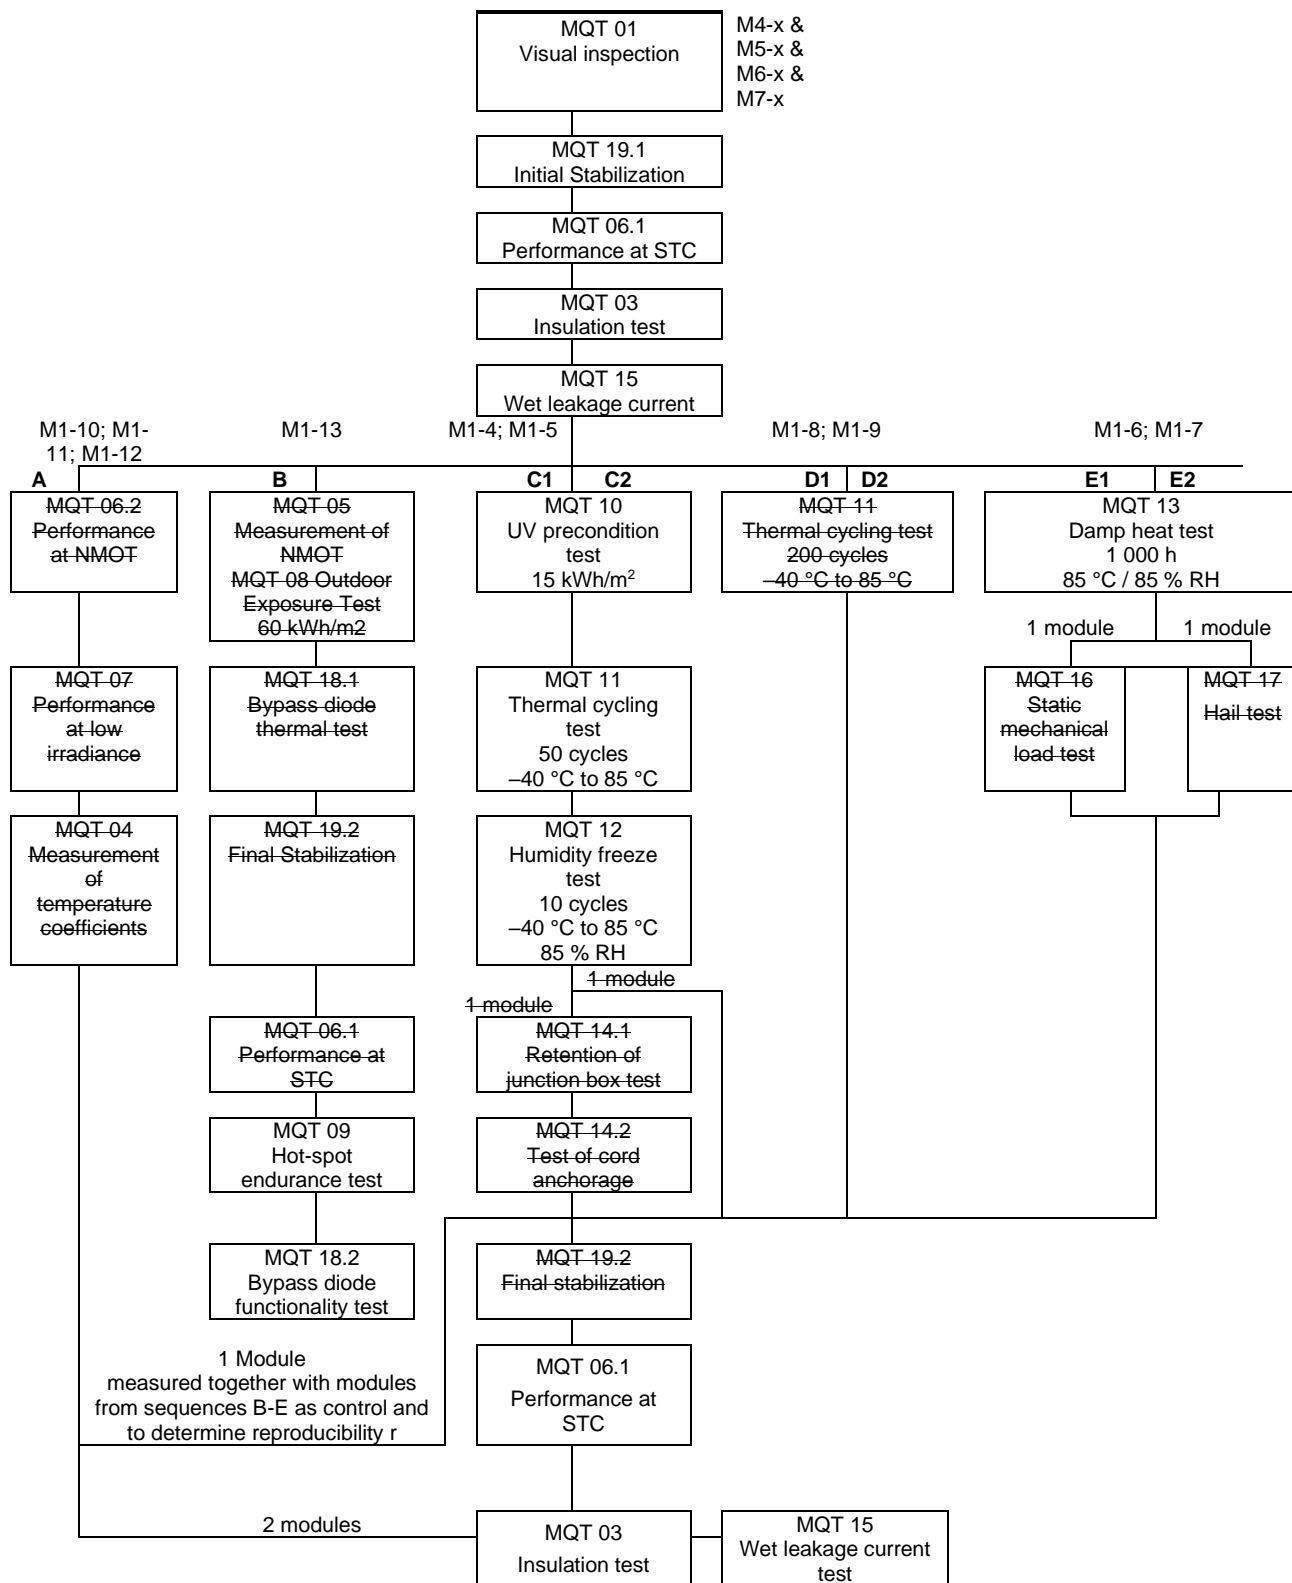 MQT 01
Visual inspection
M4-x &
M5-x &
M6-x &
M7-x
MQT 19.1
Initial Stabilization
MQT 06.1
Performance at STC
MQT 03
Insulation test
MQT 15
Wet leakage current
M1-10; M1-
11; M1-12
M1-13
M1-4; M1-5
M1-8; M1-9
M1-6; M1-7
A
B
C1
C2
D1
D2
E1
E2
MQT 06.2
Performance
at NMOT
MQT 05
Measurement of
NMOT
MQT 08 Outdoor
Exposure Test
60 kWh/m2
MQT 10
UV precondition
test
15 kWh/m²
MQT 11
Thermal cycling test
200 cycles
–40 °C to 85 °C
MQT 13
Damp heat test
1 000 h
85 °C / 85 % RH
1 module
1 module
MQT 07
Performance
at low
irradiance
MQT 18.1
Bypass diode
thermal test
MQT 11
Thermal cycling
test
50 cycles
–40 °C to 85 °C
MQT 16
Static
mechanical
load test
MQT 17
Hail test
MQT 04
Measurement
of
temperature
coefficients
MQT 19.2
Final Stabilization
MQT 12
Humidity freeze
test
10 cycles
–40 °C to 85 °C
85 % RH
1 module
1 module
MQT 06.1
Performance at
STC
MQT 14.1
Retention of
junction box test
MQT 09
Hot-spot
endurance test
MQT 14.2
Test of cord
anchorage
MQT 18.2
Bypass diode
functionality test
MQT 19.2
Final stabilization
1 Module
measured together with modules
from sequences B-E as control and
to determine reproducibility r
MQT 06.1
Performance at
STC
2 modules
MQT 03
Insulation test
MQT 15
Wet leakage current
test